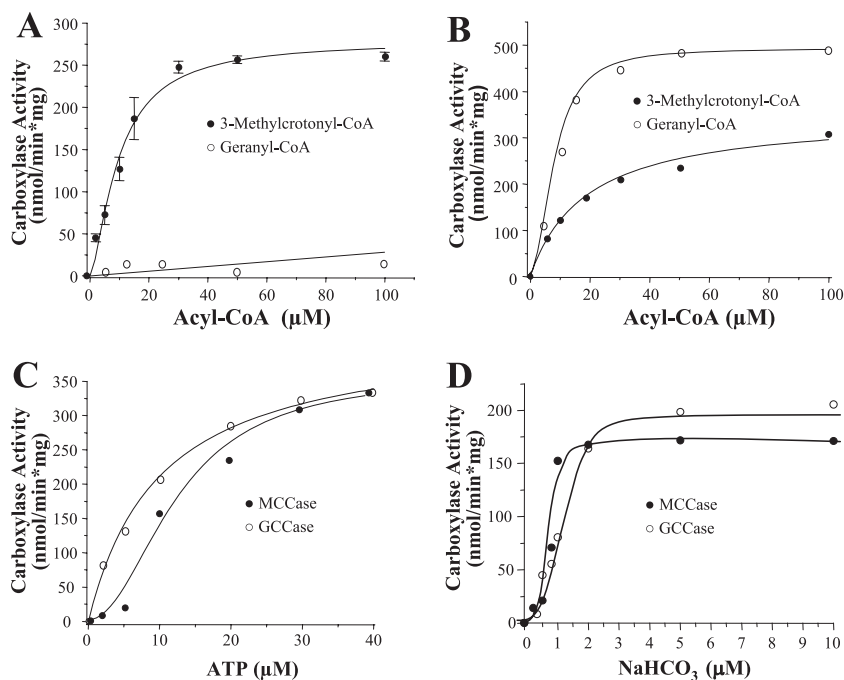 A
300
250
200
150
100
50
0
Carboxylase Activity
(nmol/min*mg)
3-Methylcrotonyl-CoA
Geranyl-CoA
0 20 40 60 80 100
Acyl-CoA (µM)
B
500
400
300
200
100
0
Carboxylase Activity
(nmol/min*mg)
3-Methylcrotonyl-CoA
Geranyl-CoA
0 20 40 60 80 100
Acyl-CoA (µM)
C
350
300
250
200
150
100
50
0
Carboxylase Activity
(nmol/min*mg)
MCCase
GCCase
0 10 20 30 40
ATP (µM)
D
200
150
100
50
0
Carboxylase Activity
(nmol/min*mg)
MCCase
GCCase
0 1 2 3 4 5 6 7 8 9 10
NaHCO₃ (µM)